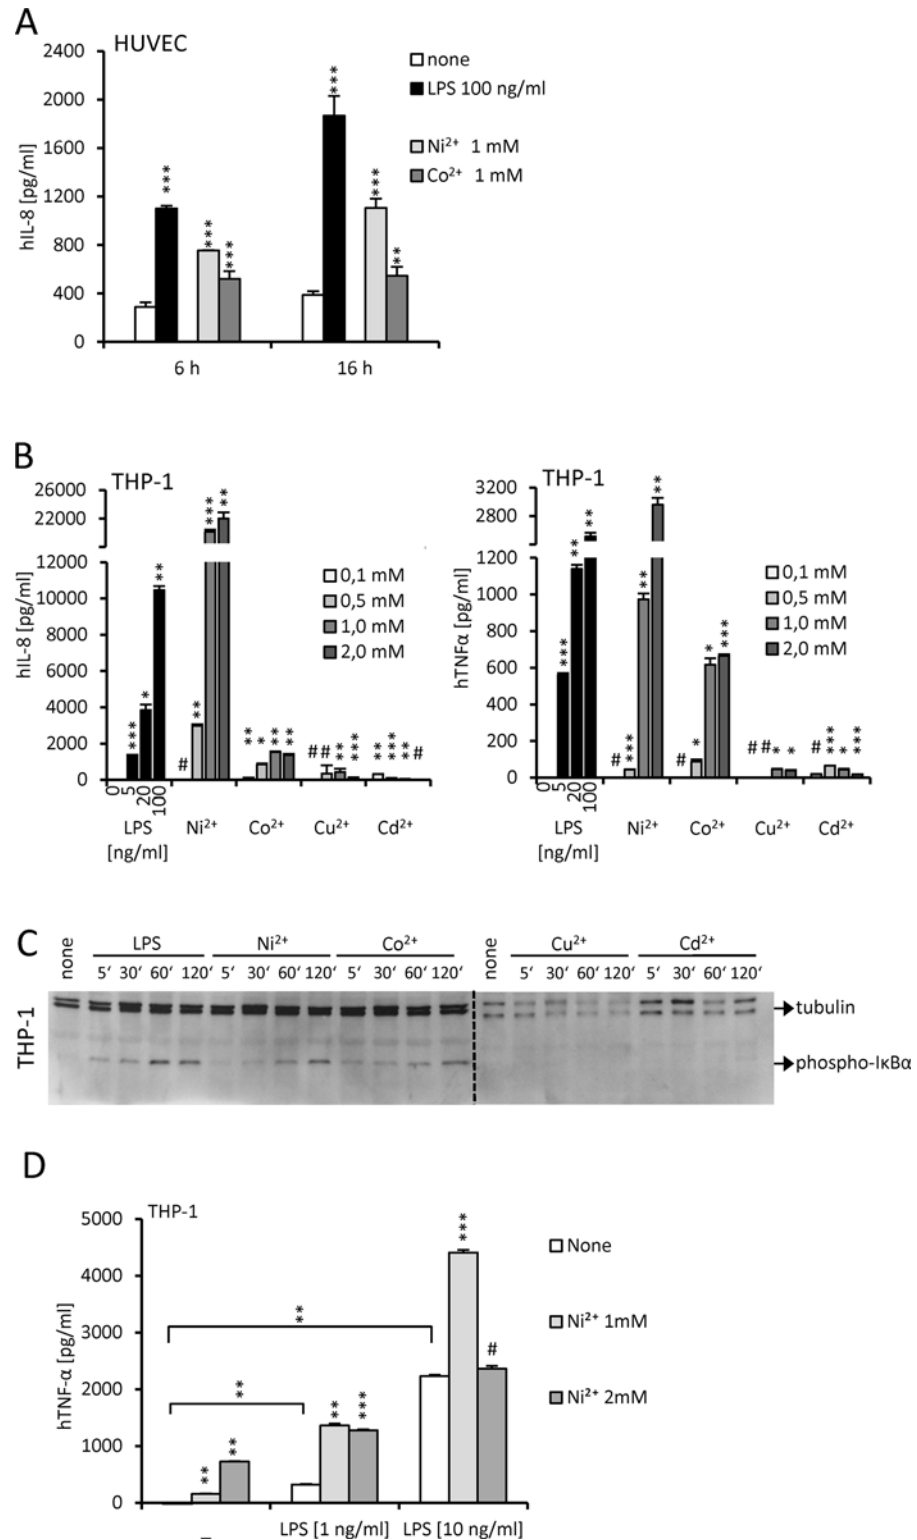 A
HUVEC
2400
2000
1600
1200
800
400
0
hIL-8 [pg/ml]
none
LPS 100 ng/ml
Ni²⁺ 1 mM
Co²⁺ 1 mM
***
***
***
***
***
**
6 h
16 h
B
THP-1
26000
22000
18000
12000
10000
8000
6000
4000
2000
0
hIL-8 [pg/ml]
0,1 mM
0,5 mM
1,0 mM
2,0 mM
*** * **
# ** *** **
** * ** **
# # ** ***
** *** ** #
0 5 20 100
LPS Ni²⁺ Co²⁺ Cu²⁺ Cd²⁺
[ng/ml]
THP-1
3200
2800
1200
900
600
300
0
hTNFα [pg/ml]
0,1 mM
0,5 mM
1,0 mM
2,0 mM
*** ** **
# *** ** **
# * * ***
# # * *
# *** * ***
0 5 20 100
LPS Ni²⁺ Co²⁺ Cu²⁺ Cd²⁺
[ng/ml]
C
none LPS Ni²⁺ Co²⁺ none Cu²⁺ Cd²⁺
5‘ 30‘ 60‘ 120‘ 5‘ 30‘ 60‘ 120‘ 5‘ 30‘ 60‘ 120‘ 5‘ 30‘ 60‘ 120‘ 5‘ 30‘ 60‘ 120‘
THP-1
tubulin
phospho-IκBα
D
THP-1
5000
4000
3000
2000
1000
0
hTNF-α [pg/ml]
None
Ni²⁺ 1mM
Ni²⁺ 2mM
**
**
** **
** ***
*** #
– LPS [1 ng/ml] LPS [10 ng/ml]